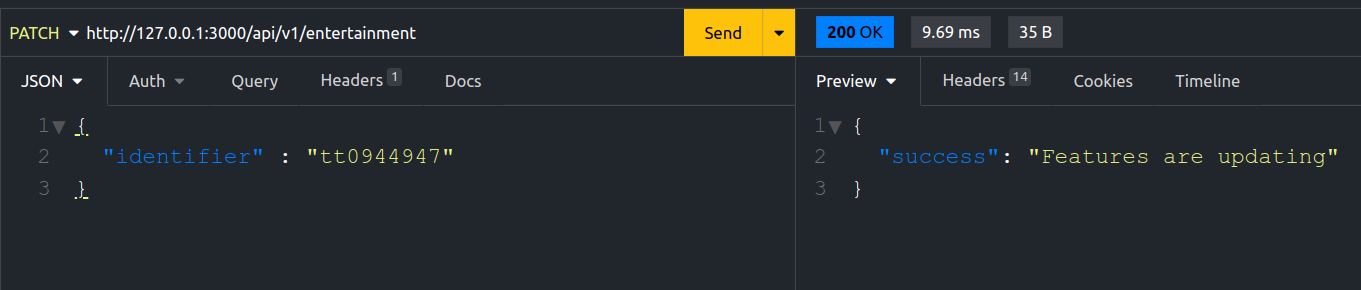 PATCH http://127.0.0.1:3000/api/v1/entertainment Send 200 OK 9.69 ms 35 B
JSON Auth Query Headers 1 Docs Preview Headers 14 Cookies Timeline
1 {
2 "identifier" : "tt0944947"
3 }
1 {
2 "success": "Features are updating"
3 }